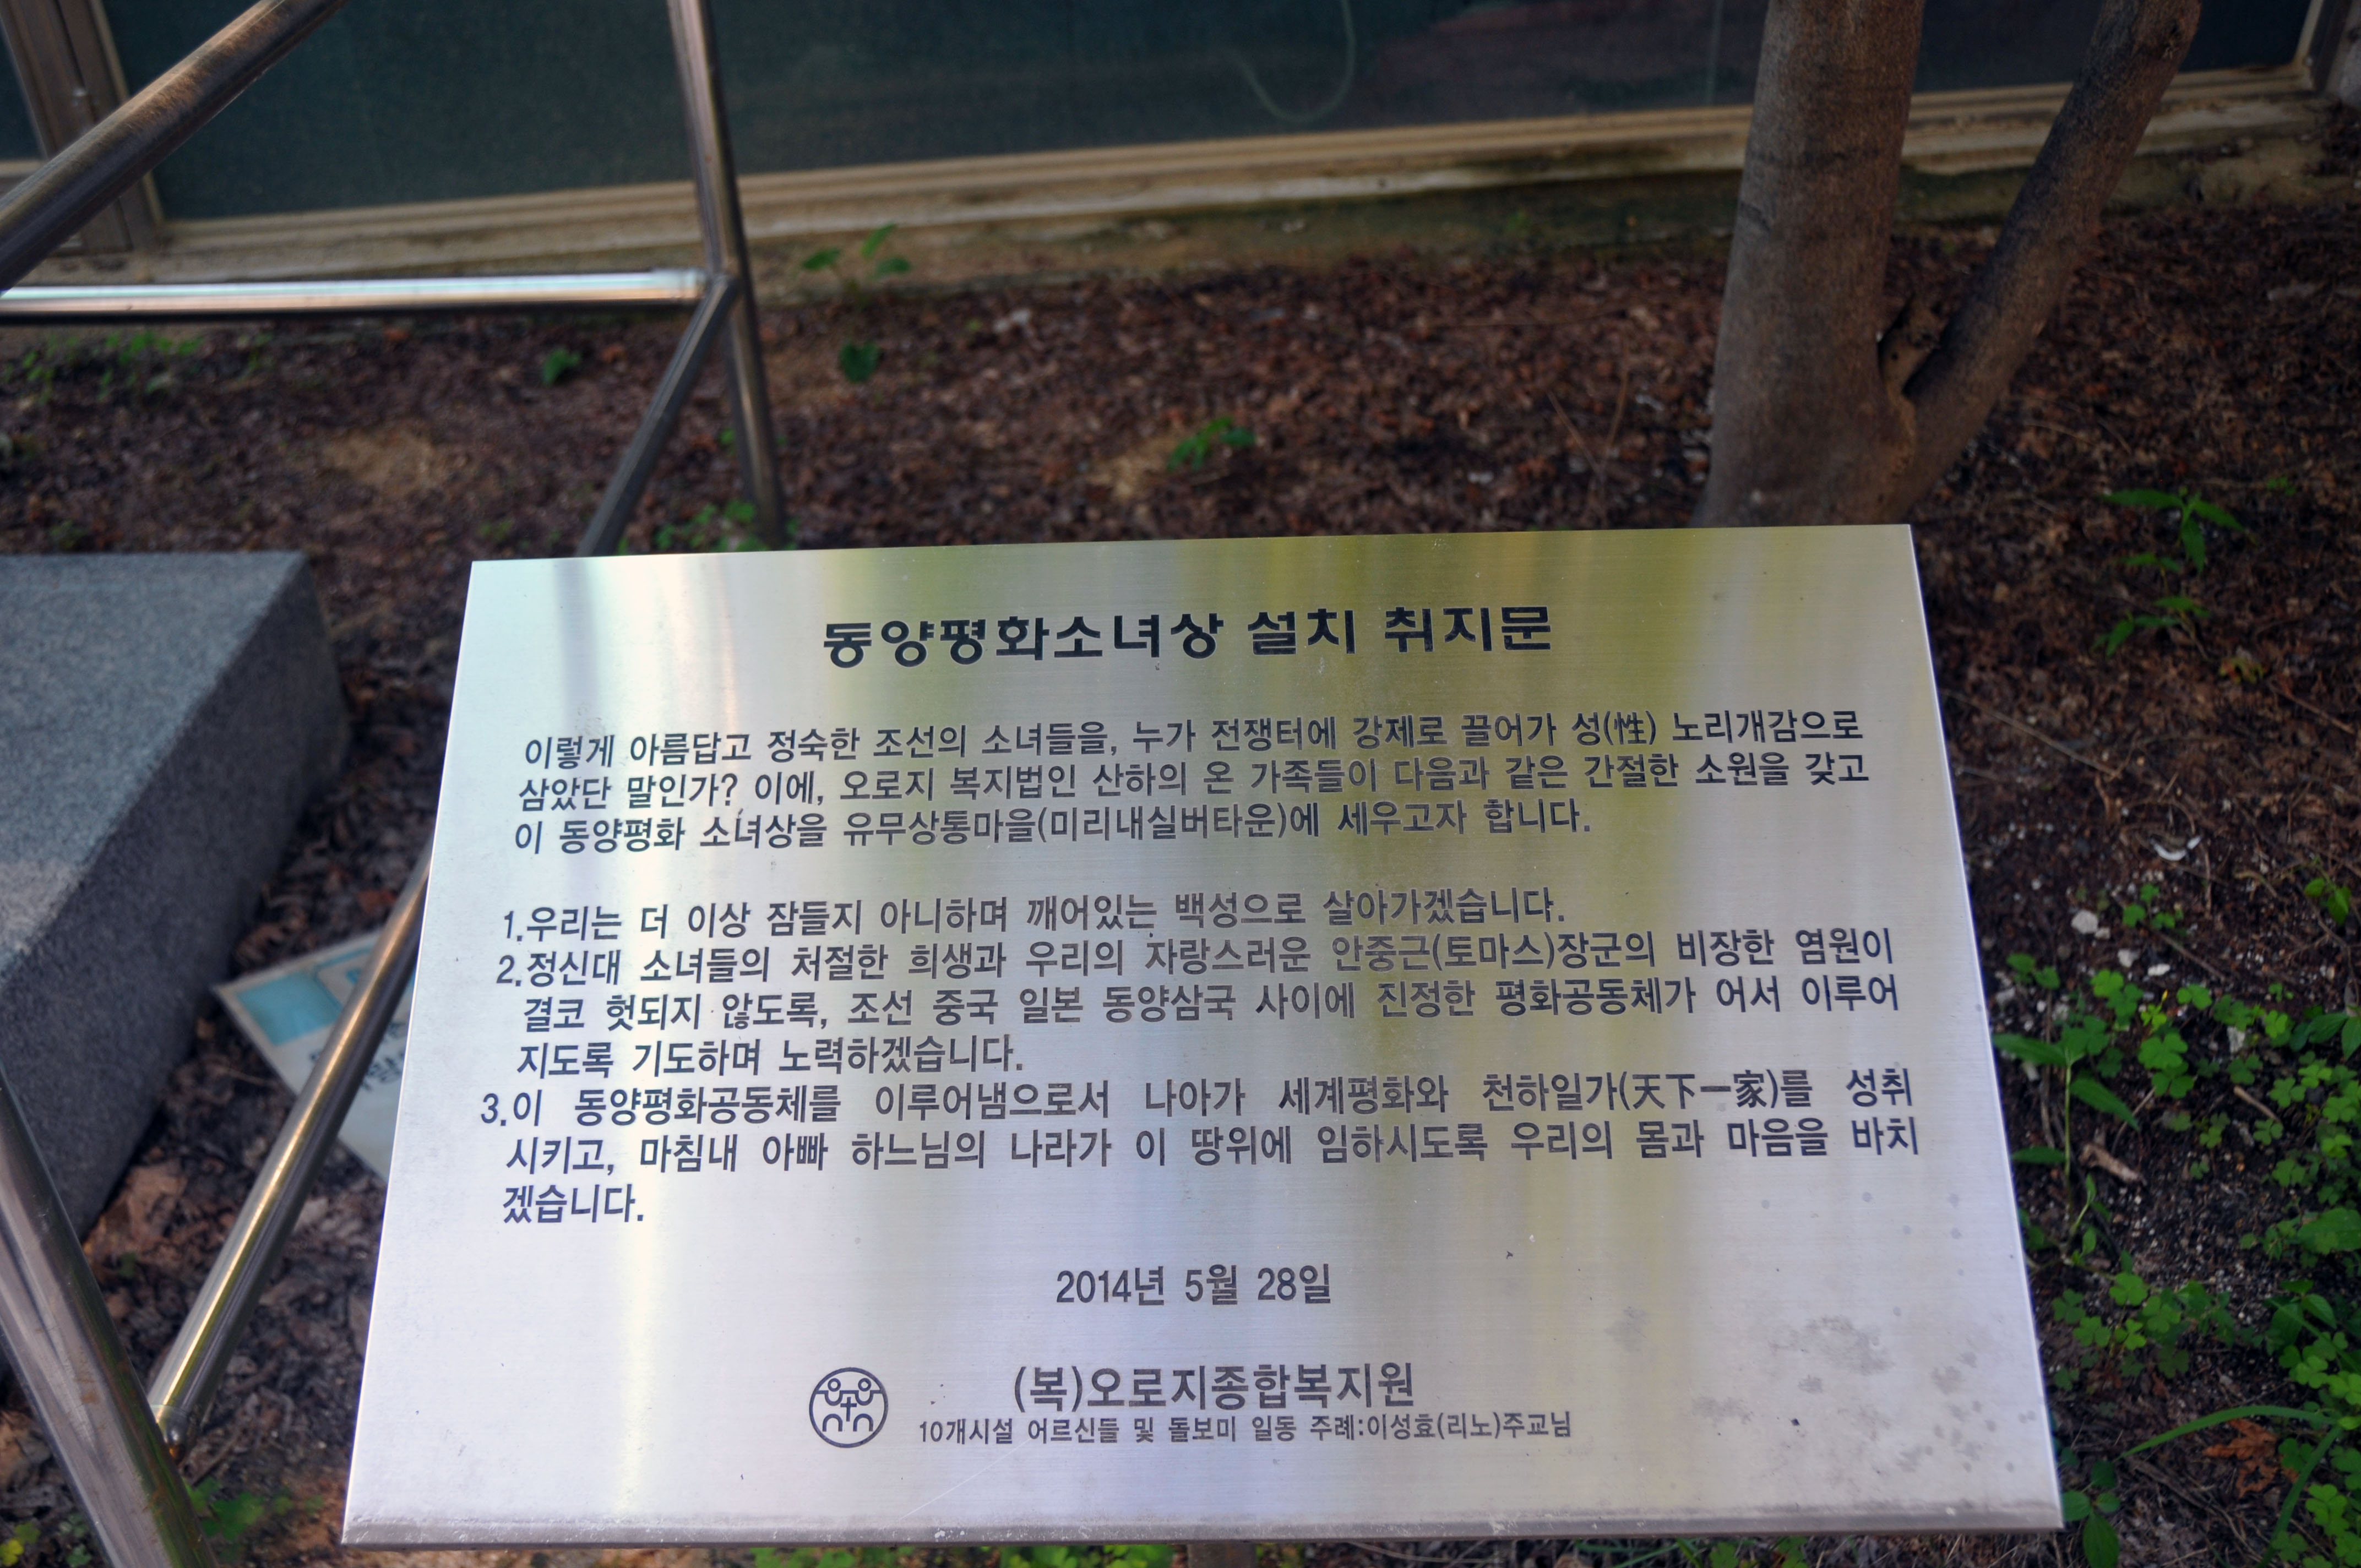 동양평화소녀상 설치 취지문
이렇게 아름답고 정숙한 조선의 소녀들을, 누가 전쟁터에 강제로 끌어가 성(性) 노리개감으로
삼았단 말인가? 이에, 오로지 복지법인 산하의 온 가족들이 다음과 같은 간절한 소원을 갖고
이 동양평화 소녀상을 유무상통마을(미리내실버타운)에 세우고자 합니다.
1.우리는 더 이상 잠들지 아니하며 깨어있는 백성으로 살아가겠습니다.
2.정신대 소녀들의 처절한 희생과 우리의 자랑스러운 안중근(토마스)장군의 비장한 염원이
결코 헛되지 않도록, 조선 중국 일본 동양삼국 사이에 진정한 평화공동체가 어서 이루어
지도록 기도하며 노력하겠습니다.
3.이 동양평화공동체를 이루어냄으로서 나아가 세계평화와 천하일가(天下一家)를 성취
시키고, 마침내 아빠 하느님의 나라가 이 땅위에 임하시도록 우리의 몸과 마음을 바치
겠습니다.
2014년 5월 28일
(복)오로지종합복지원
10개시설 어르신들 및 돌보미 일동 주례:이성효(리노)주교님